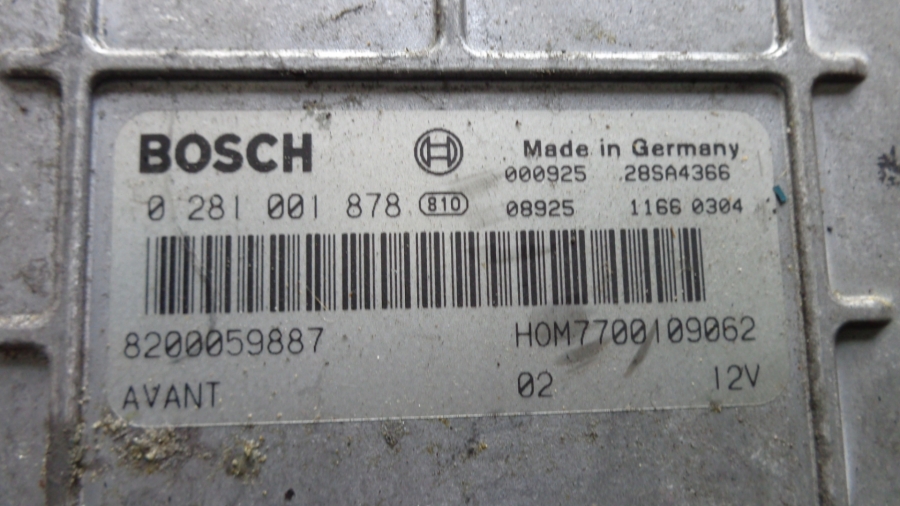 BOSCH Made in Germany
000925 28SA4366
0 281 001 878 810 08925 1166 0304
8200059887 HOM7700109062
AVANT 02 12V